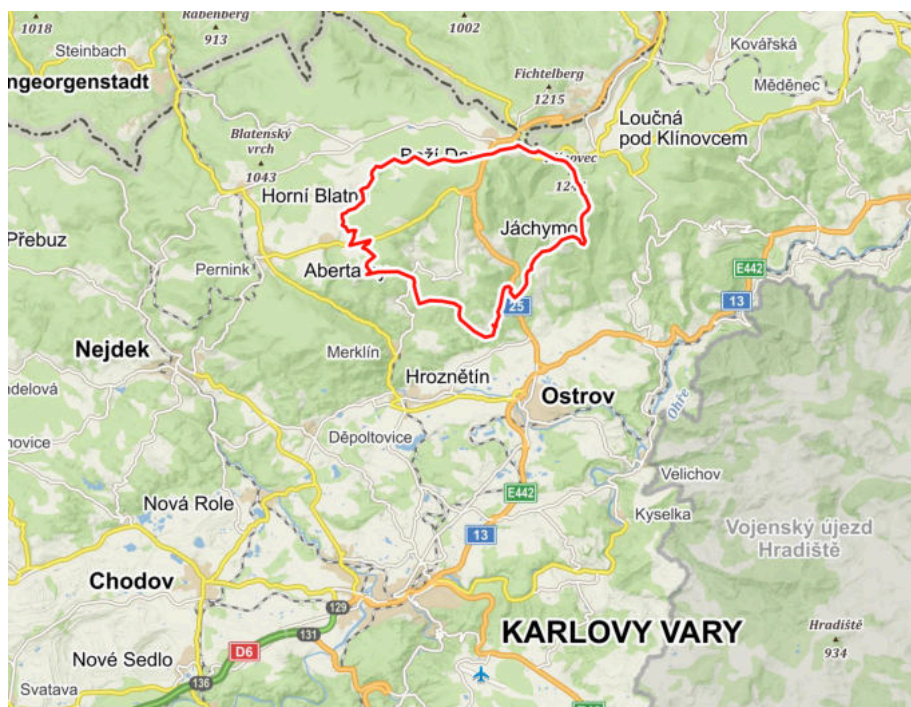 1018
Rabenberg
913
1002
Steinbach
Fichtelberg
1215
Kovářská
Měděnec
ngeorgenstadt
Blatenský
vrch
1043
Loučná
pod Klínovcem
Horní Blatn
Jáchymo
Přebuz
Pernink
Aberta
E442
13
25
Nejdek
Merklín
Hroznětín
Ostrov
Ohře
Děpoltovice
Velichov
Nová Role
E442
Kyselka
13
Vojenský újezd
Hradiště
Chodov
129
131
KARLOVY VARY
Hradiště
934
Nové Sedlo
D6
136
Svatava